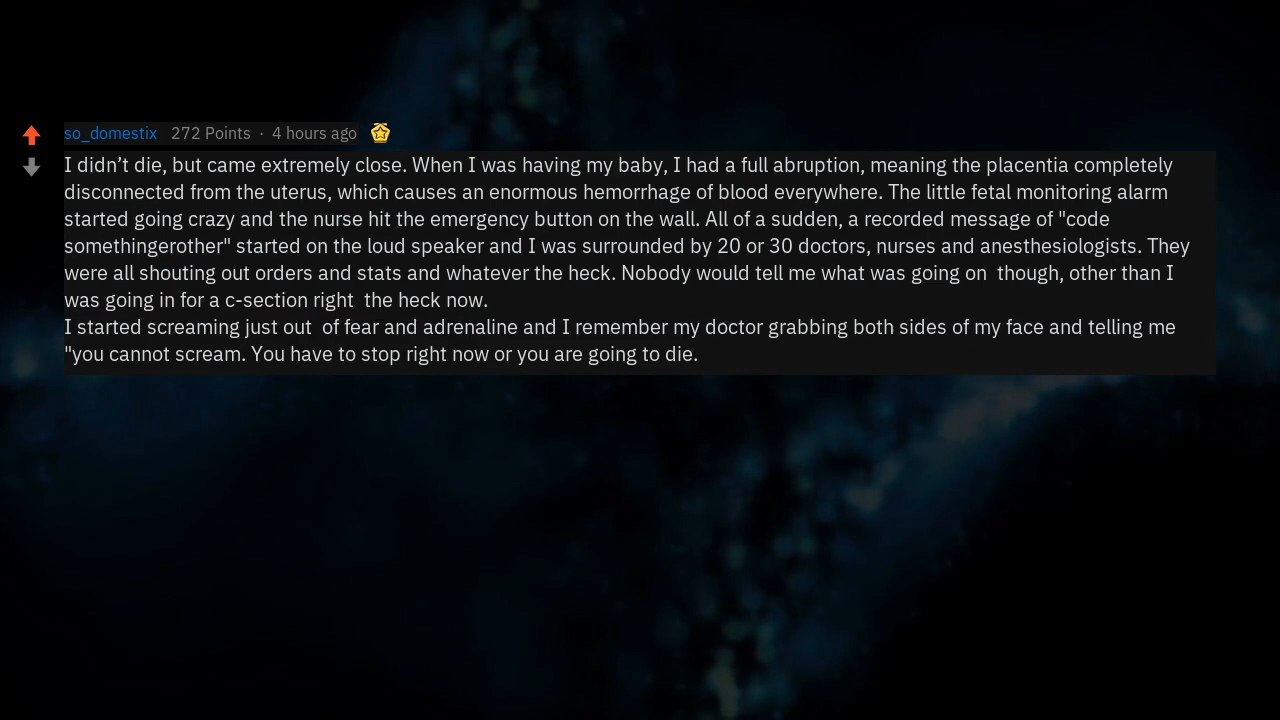 so_domestix 272 Points · 4 hours ago
I didn’t die, but came extremely close. When I was having my baby, I had a full abruption, meaning the placentia completely
disconnected from the uterus, which causes an enormous hemorrhage of blood everywhere. The little fetal monitoring alarm
started going crazy and the nurse hit the emergency button on the wall. All of a sudden, a recorded message of "code
somethingerother" started on the loud speaker and I was surrounded by 20 or 30 doctors, nurses and anesthesiologists. They
were all shouting out orders and stats and whatever the heck. Nobody would tell me what was going on  though, other than I
was going in for a c-section right  the heck now.
I started screaming just out  of fear and adrenaline and I remember my doctor grabbing both sides of my face and telling me
"you cannot scream. You have to stop right now or you are going to die.